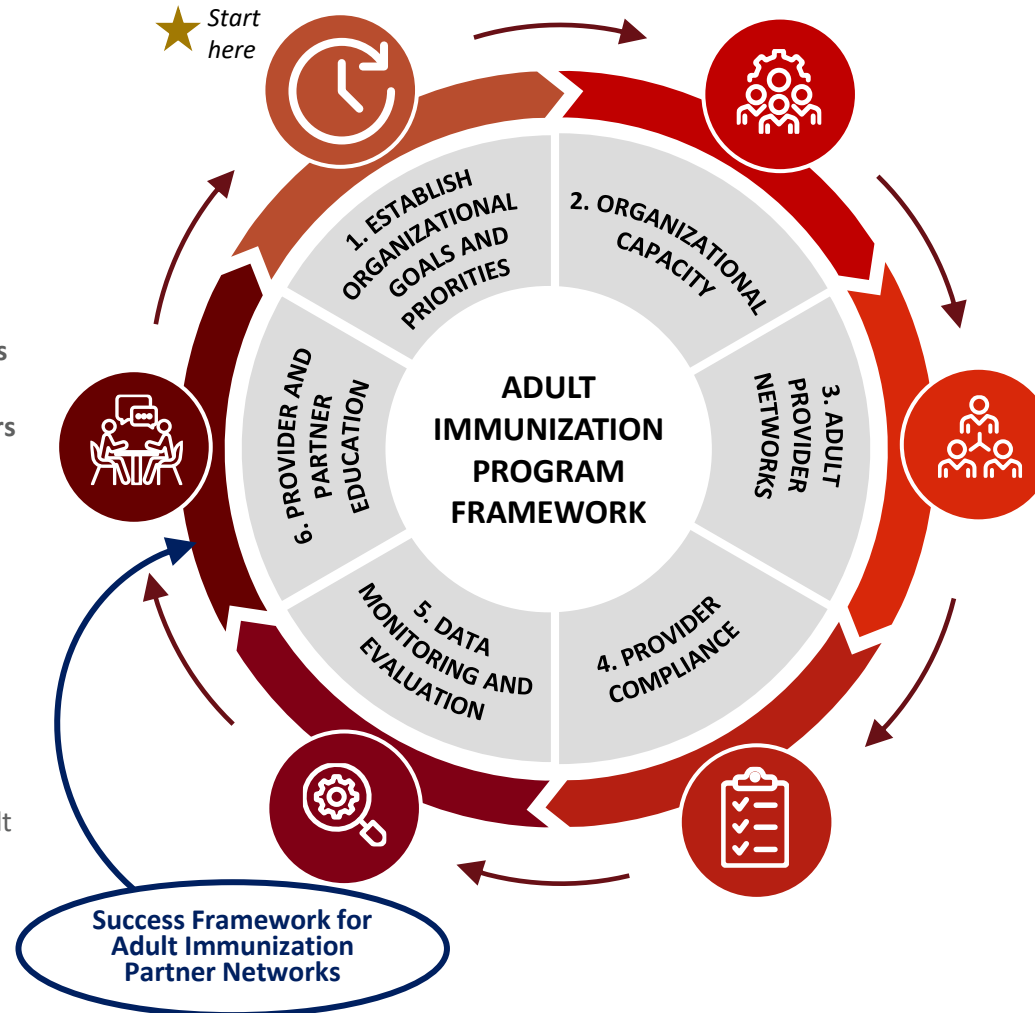 Start
here
1. ESTABLISH
ORGANIZATIONAL
GOALS AND
PRIORITIES
2. ORGANIZATIONAL
CAPACITY
3. ADULT
PROVIDER
NETWORKS
4. PROVIDER
COMPLIANCE
5. DATA
MONITORING AND
EVALUATION
6. PROVIDER AND
PARTNER
EDUCATION
ADULT
IMMUNIZATION
PROGRAM
FRAMEWORK
s
rs
lt
Success Framework for
Adult Immunization
Partner Networks